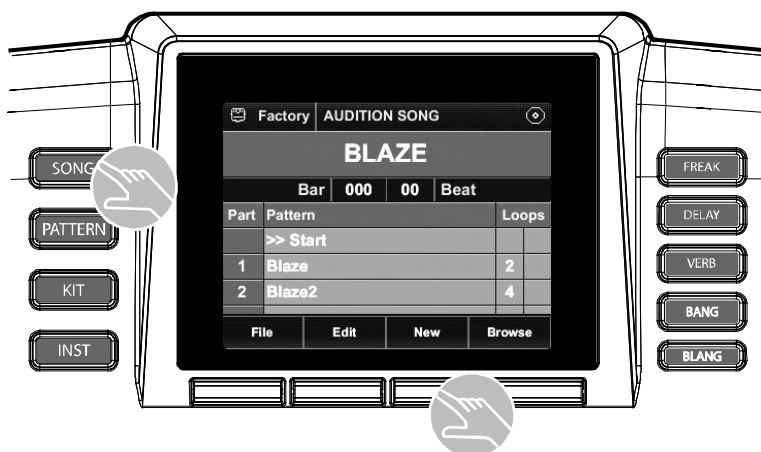 Factory AUDITION SONG
BLAZE
Bar 000 00 Beat
Part Pattern Loops
>> Start
1 Blaze 2
2 Blaze2 4
File Edit New Browse
SONG
PATTERN
KIT
INST
FREAK
DELAY
VERB
BANG
BLANG